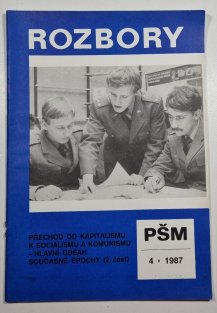 ROZBORY
PŘECHOD OD KAPITALISMU
K SOCIALISMU A KOMUNISMU
– HLAVNÍ OBSAH
SOUČASNÉ EPOCHY (2. část)
PŠM
4 • 1987